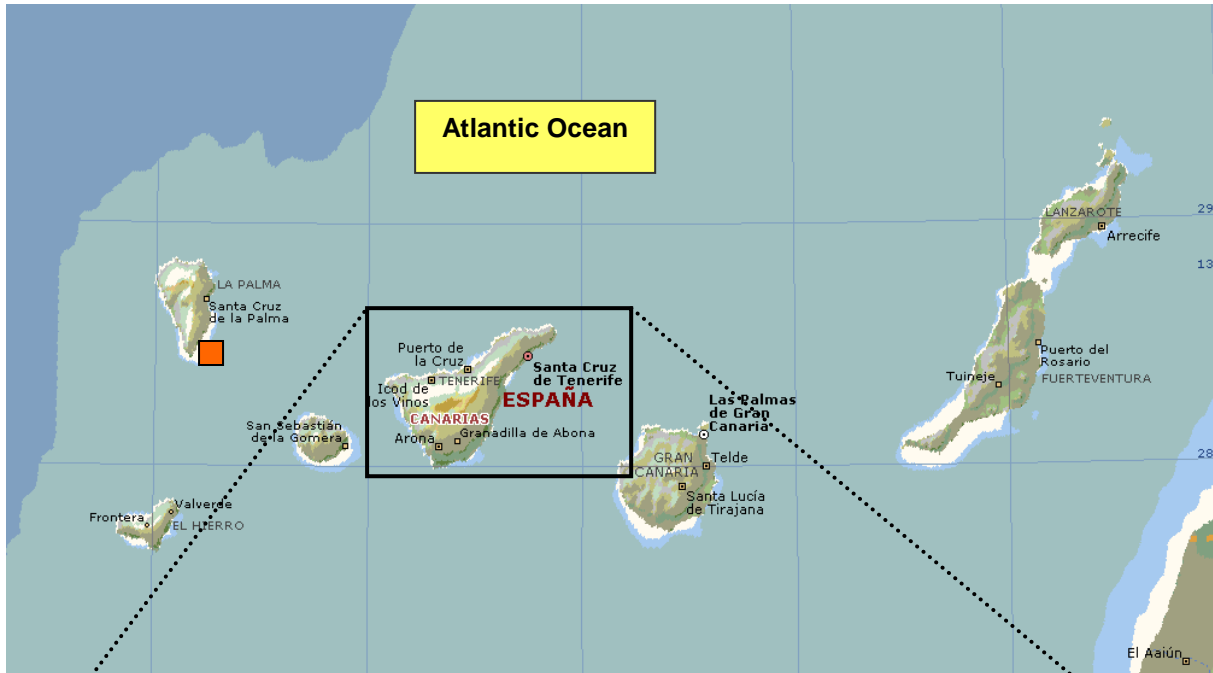 Atlantic Ocean
29
LANZAROTE
Arrecife
13
LA PALMA
Santa Cruz
de la Palma
Puerto de
la Cruz
Santa Cruz
de Tenerife
TENERIFE
Icod de
los Vinos
ESPAÑA
CANARIAS
Puerto del
Rosario
Tuineje
FUERTEVENTURA
Las Palmas
de Gran
Canaria
San Sebastián
de la Gomera
Arona
Granadilla de Abona
GRAN
CANARIA
Telde
28
Santa Lucía
de Tirajana
Valverde
Frontera
EL HIERRO
El Aaiún